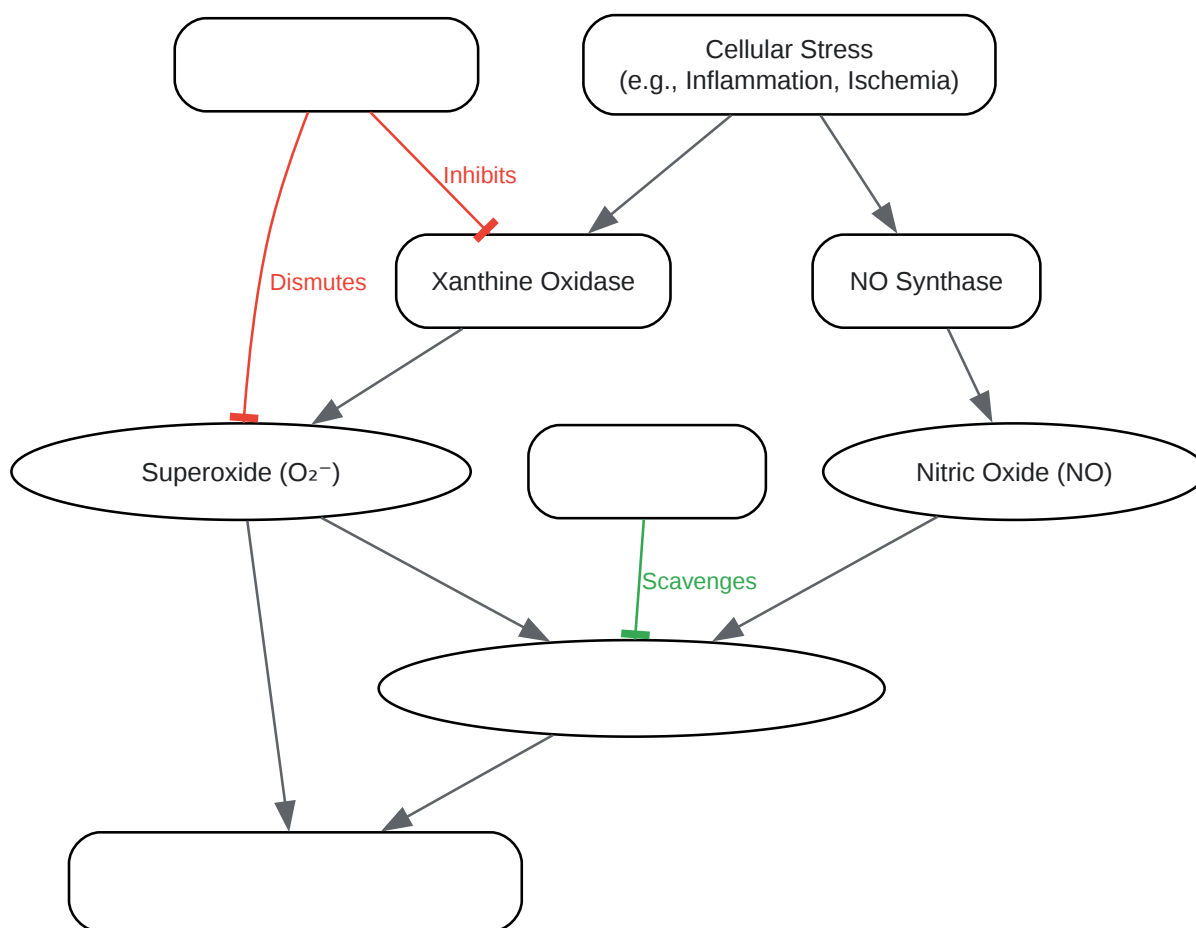 Cellular Stress
(e.g., Inflammation, Ischemia)
Inhibits
Dismutes
Xanthine Oxidase
NO Synthase
Superoxide (O₂⁻)
Nitric Oxide (NO)
Scavenges